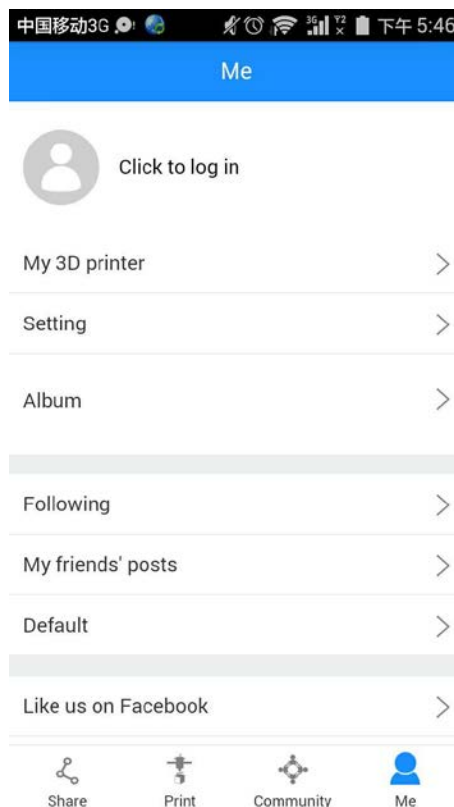 中国移动3G 下午 5:46
Me
Click to log in
My 3D printer
Setting
Album
Following
My friends' posts
Default
Like us on Facebook
Share Print Community Me